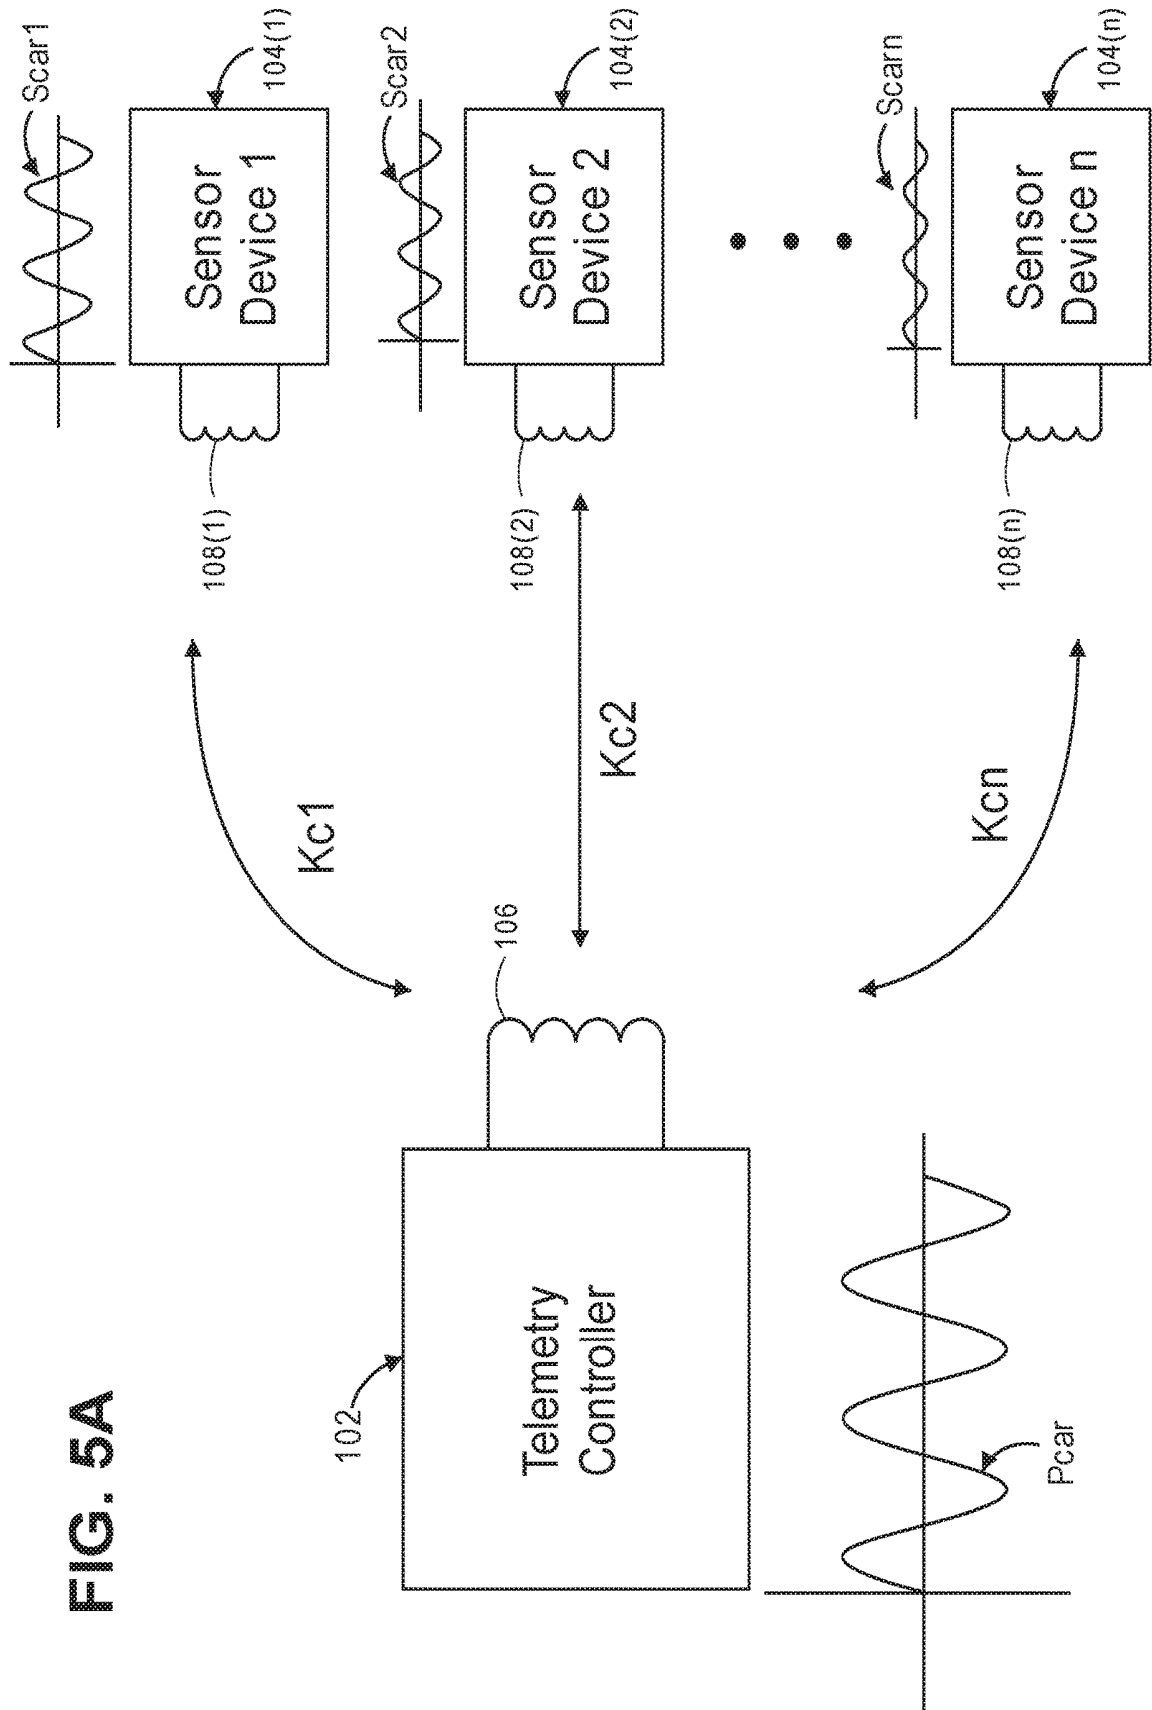 FIG. 5A
Scar1
104(1)
Sensor
Device 1
108(1)
Scar2
104(2)
Sensor
Device 2
108(2)
Scarn
104(n)
Sensor
Device n
108(n)
Kc1
Kc2
Kcn
106
102
Telemetry
Controller
Pcar